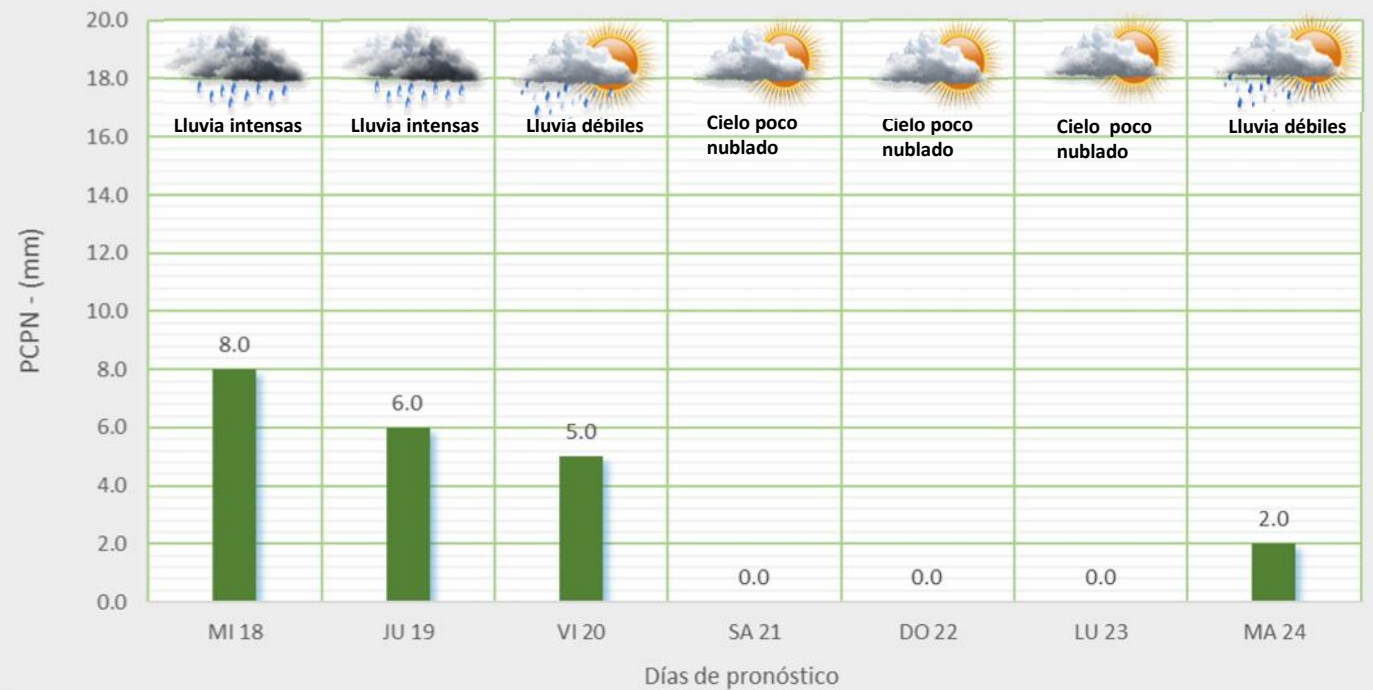 20.0
18.0
16.0
14.0
12.0
10.0
8.0
6.0
4.0
2.0
0.0
PCPN - (mm)
Lluvia intensas
Lluvia intensas
Lluvia débiles
Cielo poco
nublado
Cielo poco
nublado
Cielo poco
nublado
Lluvia débiles
8.0
6.0
5.0
0.0
0.0
0.0
2.0
MI 18
JU 19
VI 20
SA 21
DO 22
LU 23
MA 24
Días de pronóstico